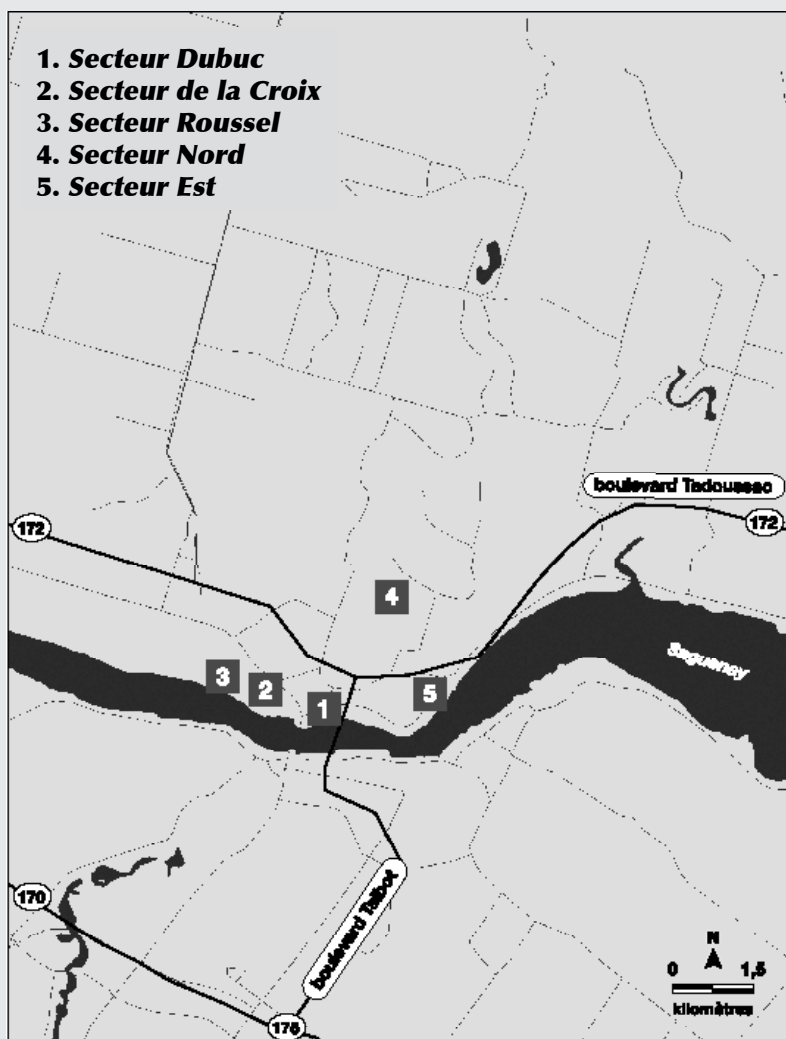 1. Secteur Dubuc
2. Secteur de la Croix
3. Secteur Roussel
4. Secteur Nord
5. Secteur Est
boulevard Tadoussac
172
172
4
Saguenay
3
2
5
1
170
boulevard Talbot
N
0 1,5
kilomètres
175